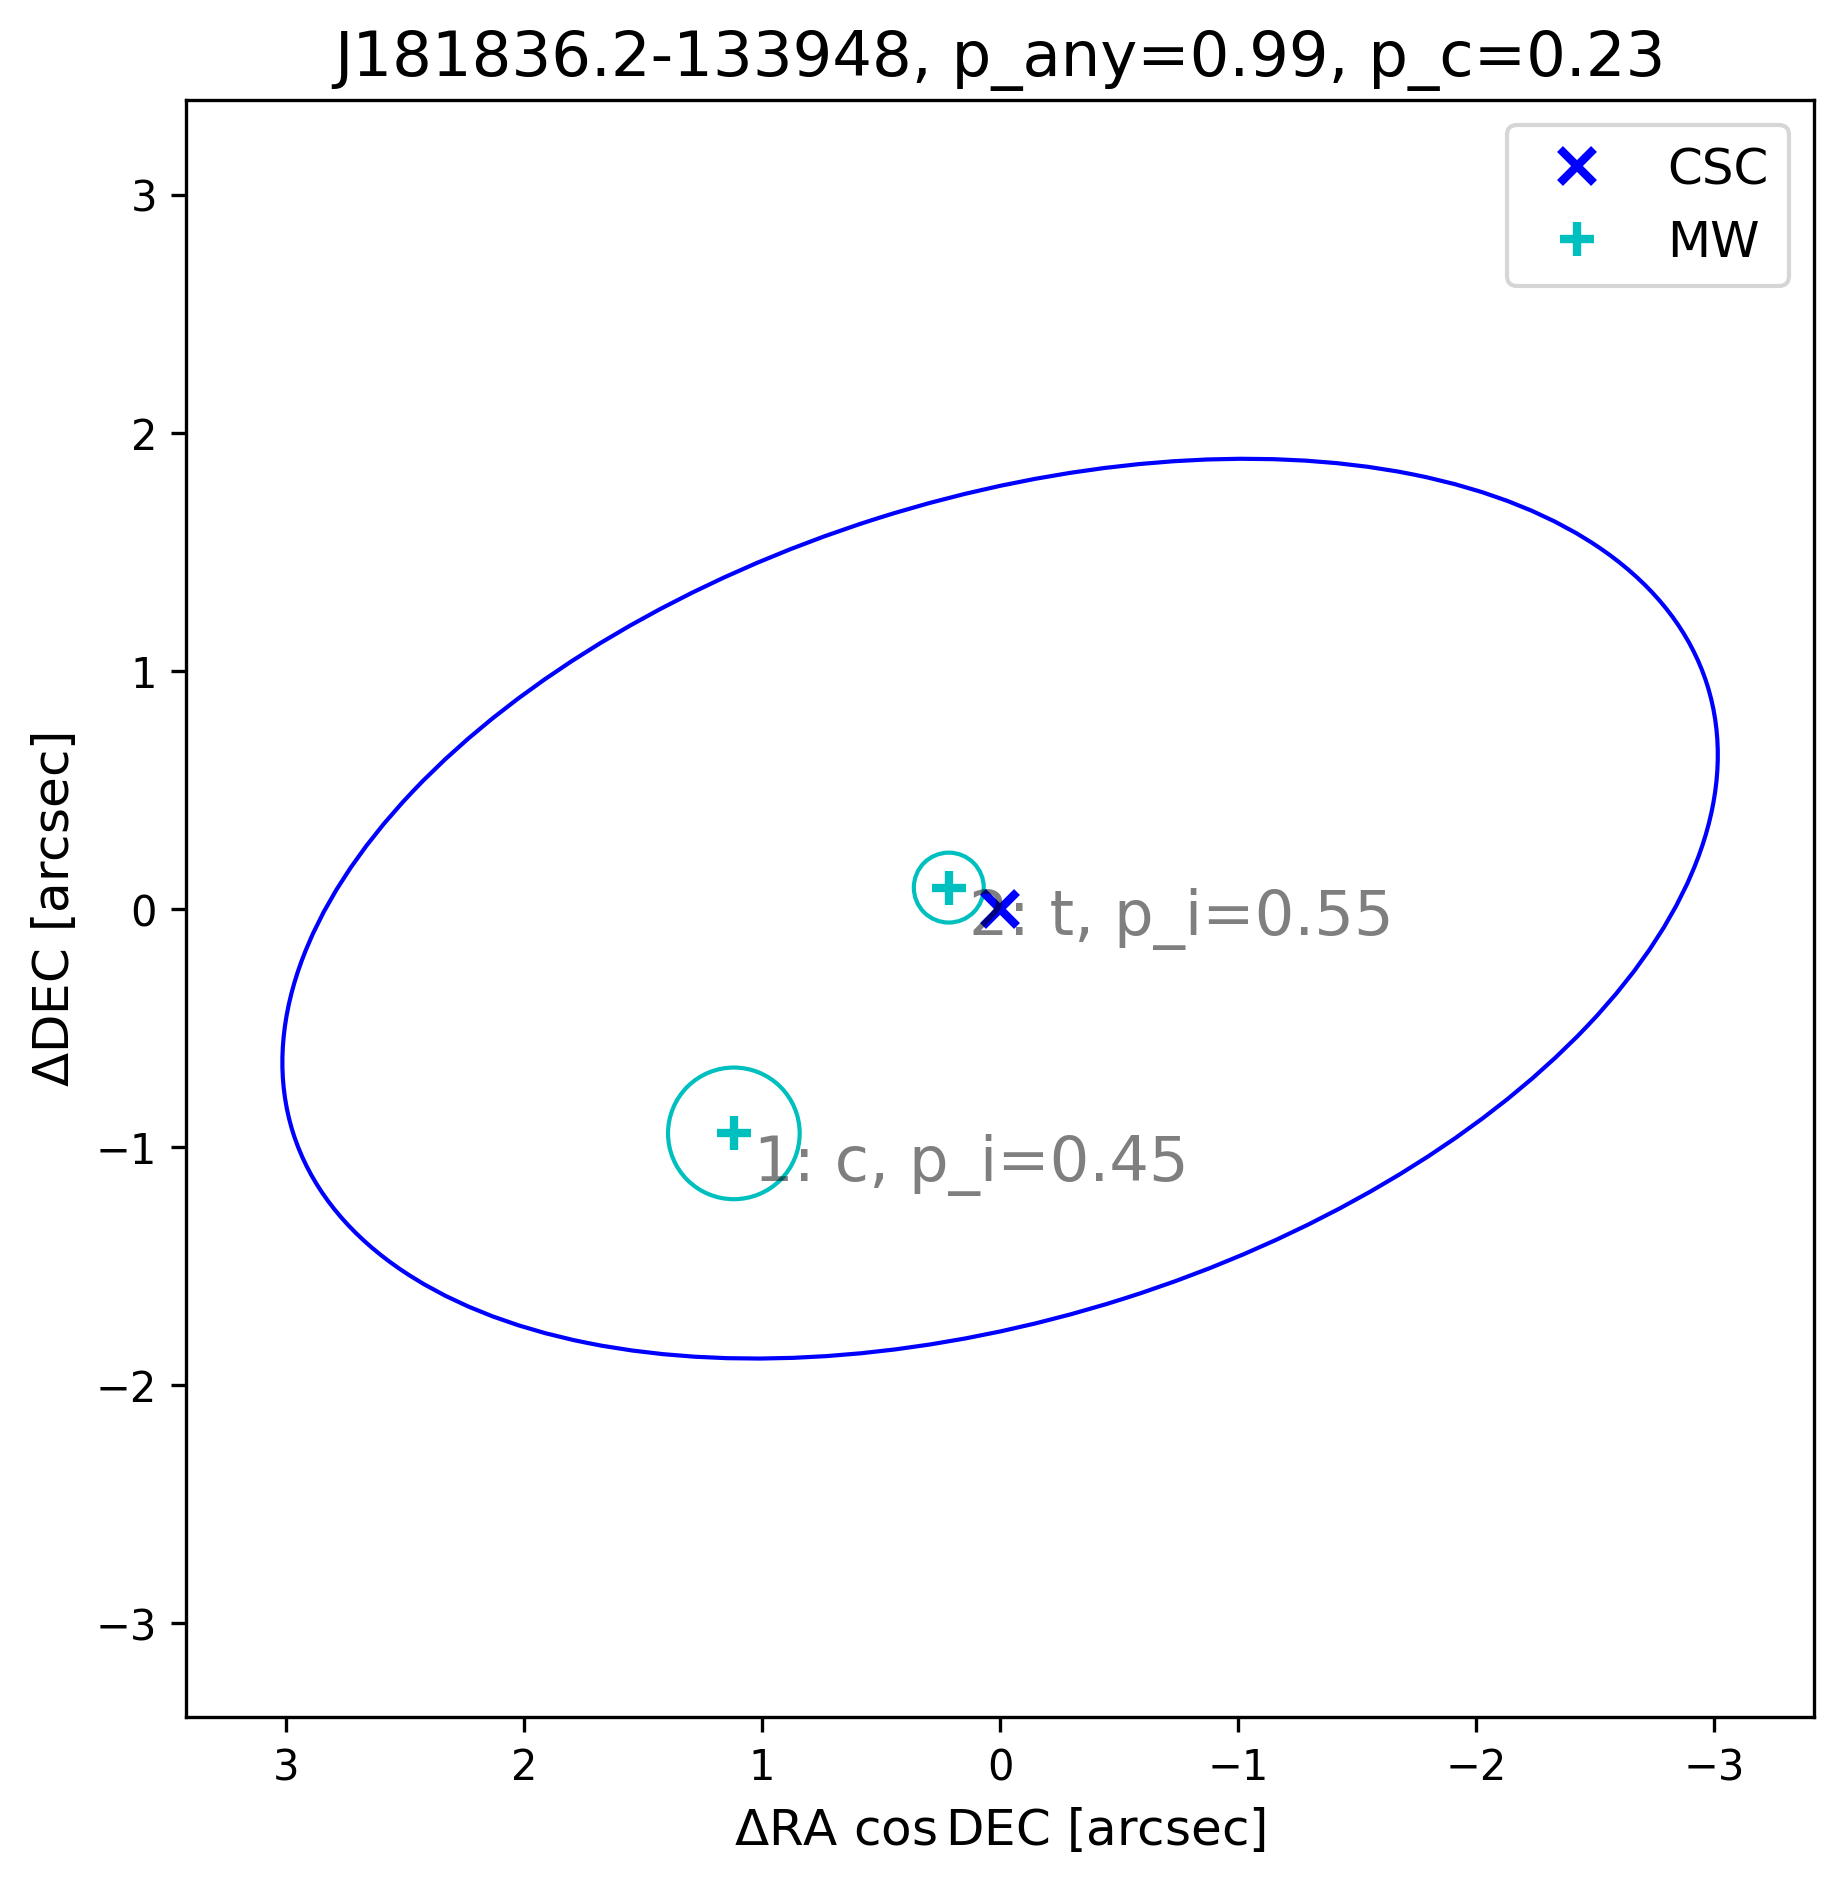 J181836.2-133948, p_any=0.99, p_c=0.23
CSC
MW
3
2
1
0
−1
−2
−3
ΔDEC [arcsec]
2: t, p_i=0.55
1: c, p_i=0.45
3 2 1 0 −1 −2 −3
ΔRA cos DEC [arcsec]